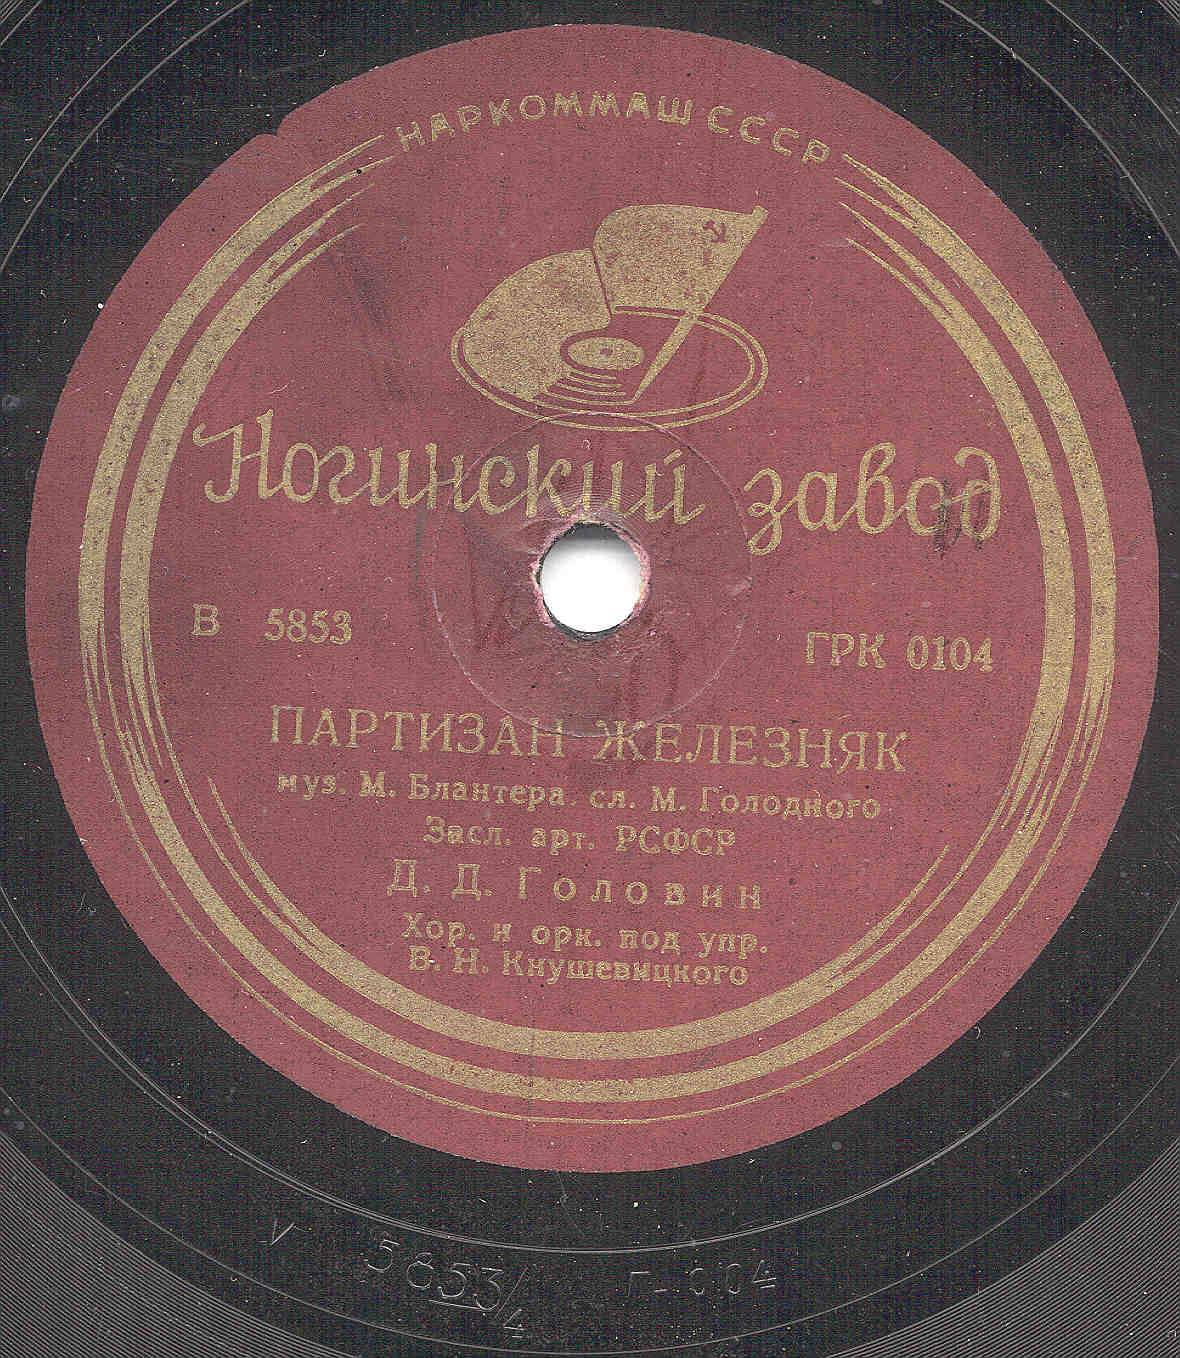 НАРКОММАШ СССР
Ногинский завод
В 5853
ГРК 0104
ПАРТИЗАН ЖЕЛЕЗНЯК
муз. М. Блантера. сл. М. Голодного
Засл. арт. РСФСР
Д. Д. Головин
Хор. и орк. под упр.
В. Н. Кнушевицкого
5853/4 Г-004